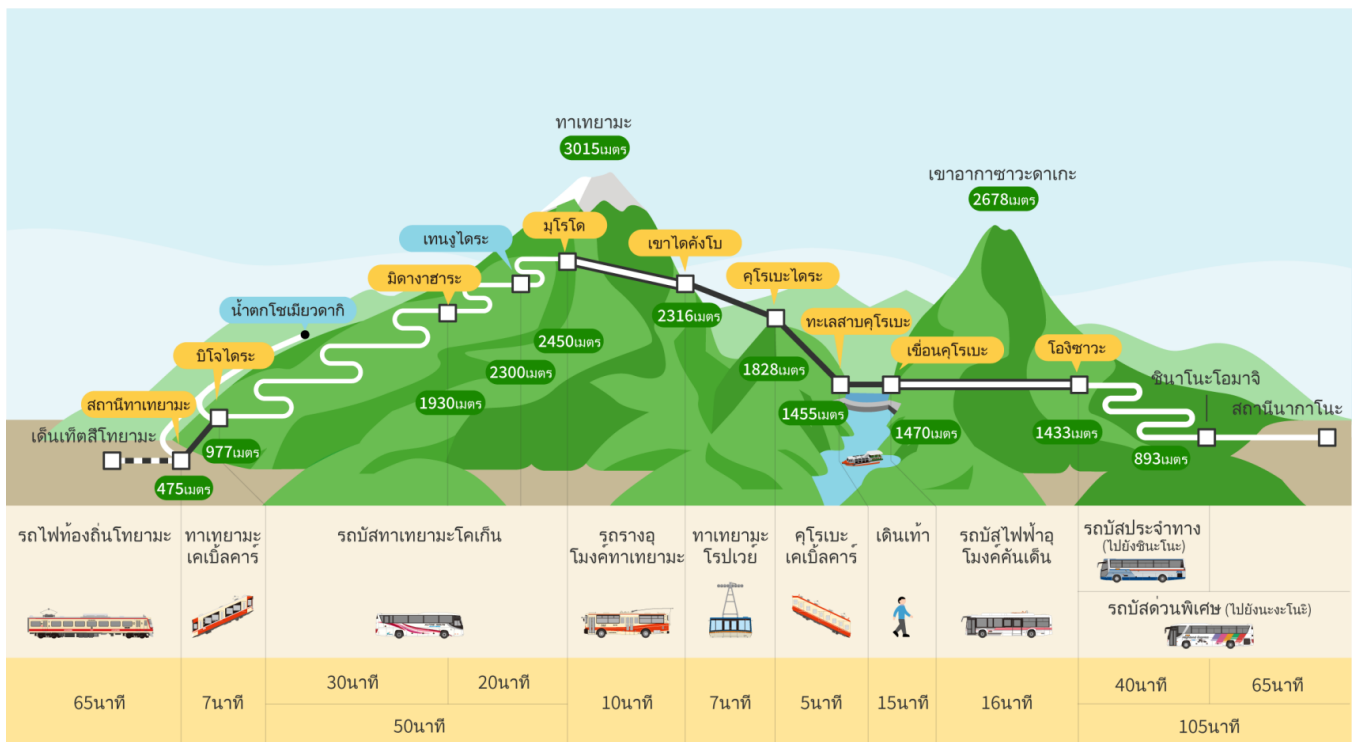 ทาเทยามะ
3015เมตร
เขาอากาซาวะดาเกะ
2678เมตร
มุโรโด
เทนงูไดระ
เขาไดคังโบ
มิดางาฮาระ
คุโรเบะไดระ
น้ำตกโชเมียวดากิ
2316เมตร
ทะเลสาบคุโรเบะ
2450เมตร
เขื่อนคุโรเบะ
โองิซาวะ
บิโจไดระ
2300เมตร
1828เมตร
ชินาโนะโอมาจิ
สถานีทาเทยามะ
1930เมตร
1455เมตร
สถานีนากาโนะ
เด็นเท็ตสึโทยามะ
977เมตร
1470เมตร
1433เมตร
893เมตร
475เมตร
รถไฟท้องถิ่นโทยามะ
ทาเทยามะ
เคเบิ้ลคาร์
รถบัสทาเทยามะโคเก็น
รถรางอุ
โมงค์ทาเทยามะ
ทาเทยามะ
โรปเวย์
คุโรเบะ
เคเบิ้ลคาร์
เดินเท้า
รถบัสไฟฟ้าอุ
โมงค์คันเด็น
รถบัสประจำทาง
(ไปยังชินะโนะ)
รถบัสด่วนพิเศษ (ไปยังนะงะโนะ)
65นาที
7นาที
30นาที
20นาที
50นาที
10นาที
7นาที
5นาที
15นาที
16นาที
40นาที
65นาที
105นาที